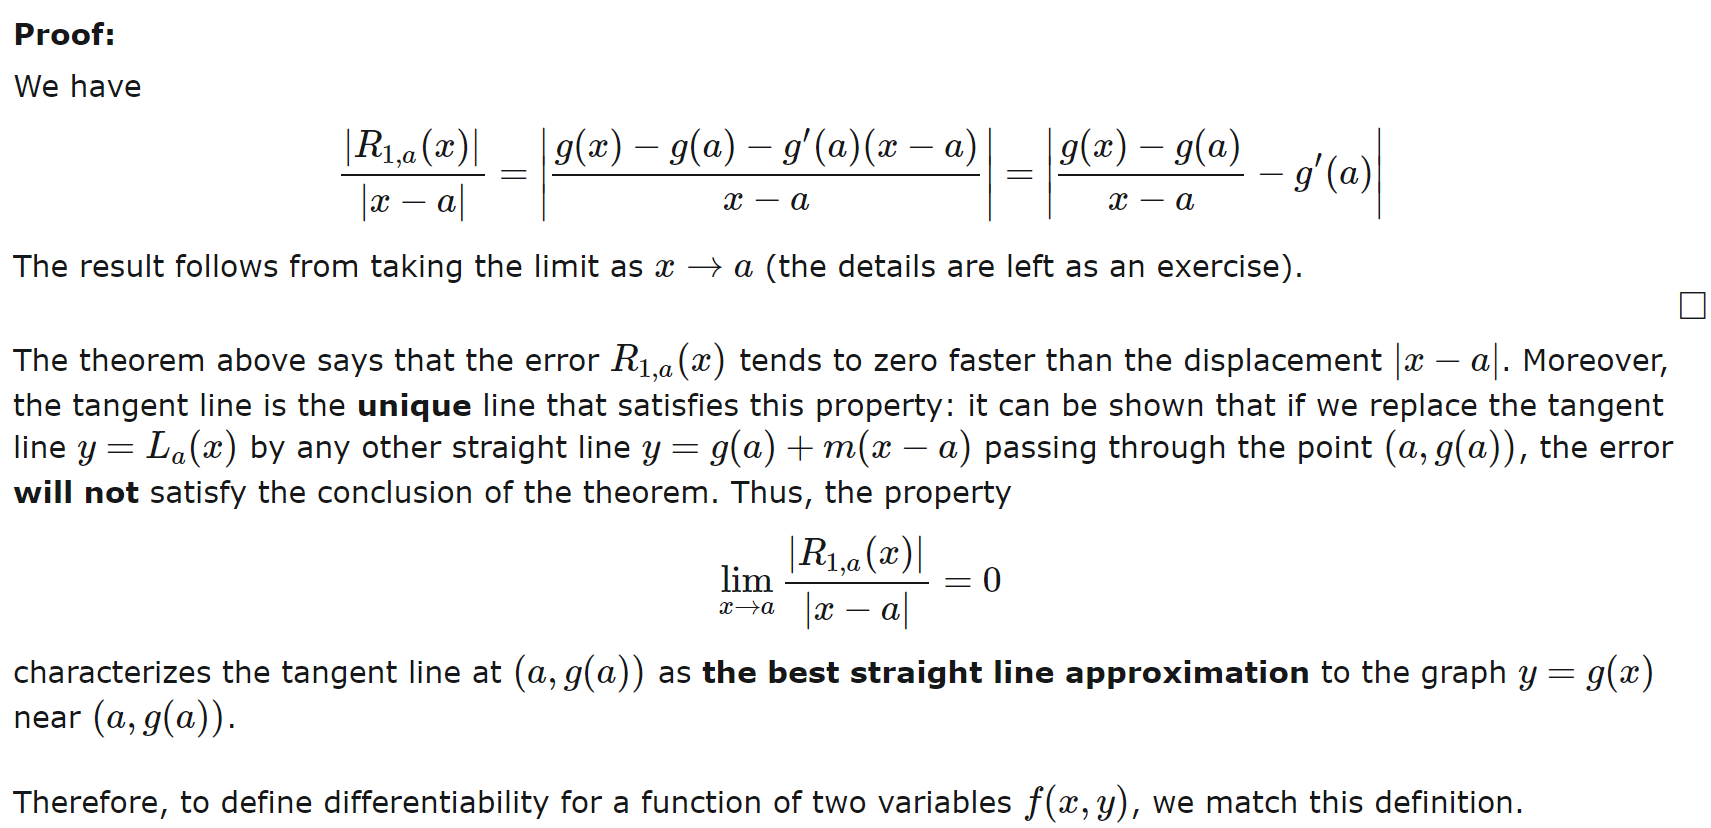 Proof:
We have
$\frac{|R_{1,a}(x)|}{|x-a|} = \left|\frac{g(x)-g(a)-g'(a)(x-a)}{x-a}\right| = \left|\frac{g(x)-g(a)}{x-a} - g'(a)\right|$
The result follows from taking the limit as $x \to a$ (the details are left as an exercise).
□
The theorem above says that the error $R_{1,a}(x)$ tends to zero faster than the displacement $|x-a|$. Moreover,
the tangent line is the unique line that satisfies this property: it can be shown that if we replace the tangent
line $y = L_a(x)$ by any other straight line $y = g(a) + m(x-a)$ passing through the point $(a, g(a))$, the error
will not satisfy the conclusion of the theorem. Thus, the property
$\lim_{x \to a} \frac{|R_{1,a}(x)|}{|x-a|} = 0$
characterizes the tangent line at $(a, g(a))$ as the best straight line approximation to the graph $y = g(x)$
near $(a, g(a))$.
Therefore, to define differentiability for a function of two variables $f(x, y)$, we match this definition.